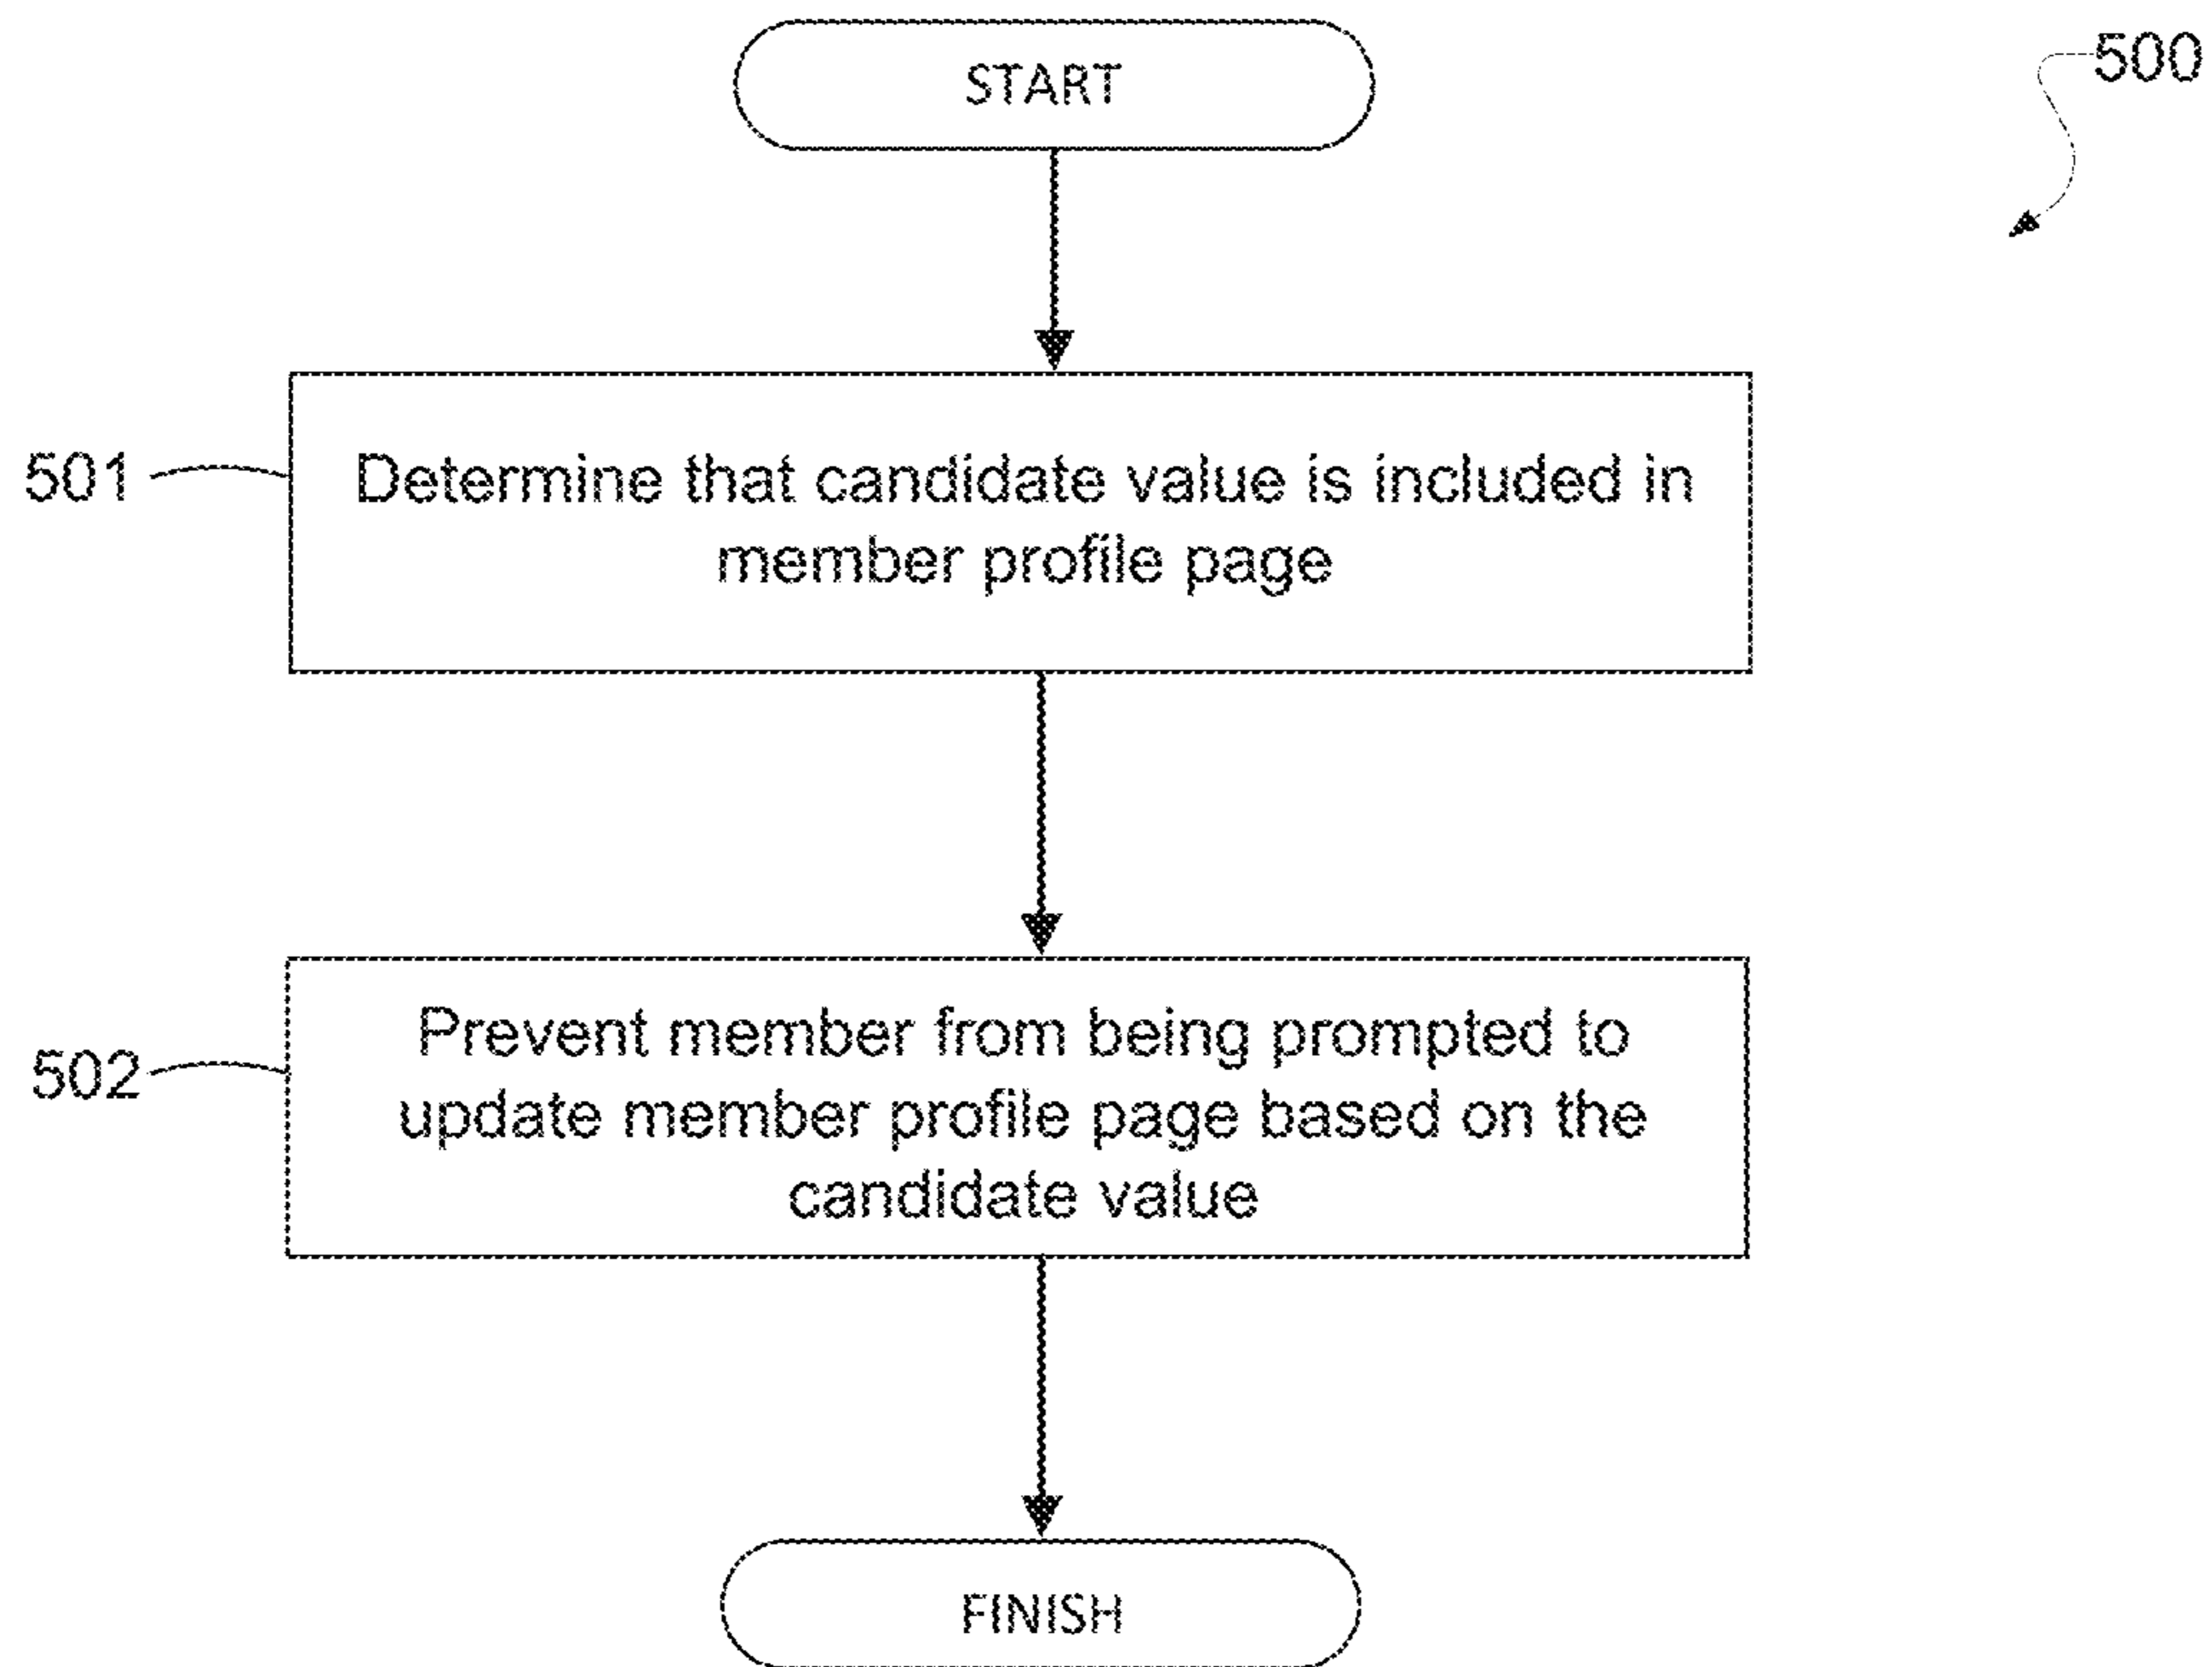 START
500
501
Determine that candidate value is included in
member profile page
502
Prevent member from being prompted to
update member profile page based on the
candidate value
FINISH